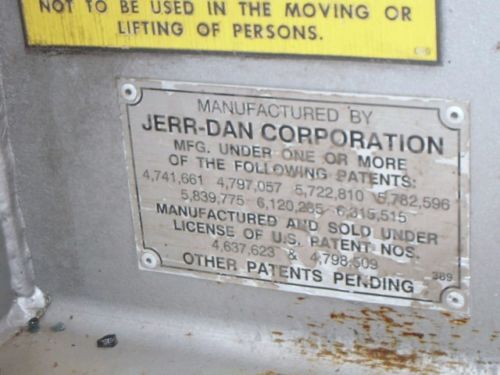 NOT TO BE USED IN THE MOVING OR
LIFTING OF PERSONS.
MANUFACTURED BY
JERR-DAN CORPORATION
MFG. UNDER ONE OR MORE
OF THE FOLLOWING PATENTS:
4,741,661 4,797,057 5,722,810 5,782,596
5,839,775 6,120,235 6,315,515
MANUFACTURED AND SOLD UNDER
LICENSE OF U.S. PATENT NOS.
4,637,623 & 4,798,509
OTHER PATENTS PENDING
369